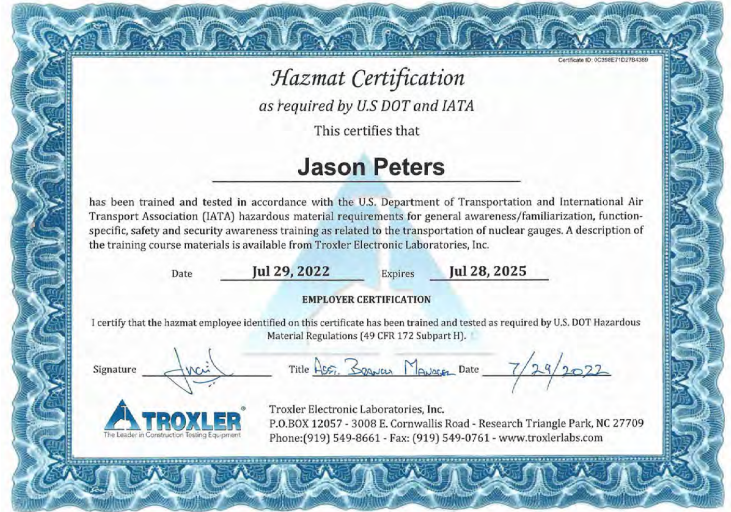 Certificate ID: 0C398E71D27B4369
Hazmat Certification
as required by U.S DOT and IATA
This certifies that
Jason Peters
has been trained and tested in accordance with the U.S. Department of Transportation and International Air
Transport Association (IATA) hazardous material requirements for general awareness/familiarization, function-
specific, safety and security awareness training as related to the transportation of nuclear gauges. A description of
the training course materials is available from Troxler Electronic Laboratories, Inc.
Date Jul 29, 2022 Expires Jul 28, 2025
EMPLOYER CERTIFICATION
I certify that the hazmat employee identified on this certificate has been trained and tested as required by U.S. DOT Hazardous
Material Regulations (49 CFR 172 Subpart H).
Signature Title Asst. Branch Manager Date 7/29/2022
TROXLER®
The Leader in Construction Testing Equipment
Troxler Electronic Laboratories, Inc.
P.O.BOX 12057 - 3008 E. Cornwallis Road - Research Triangle Park, NC 27709
Phone:(919) 549-8661 - Fax: (919) 549-0761 - www.troxlerlabs.com